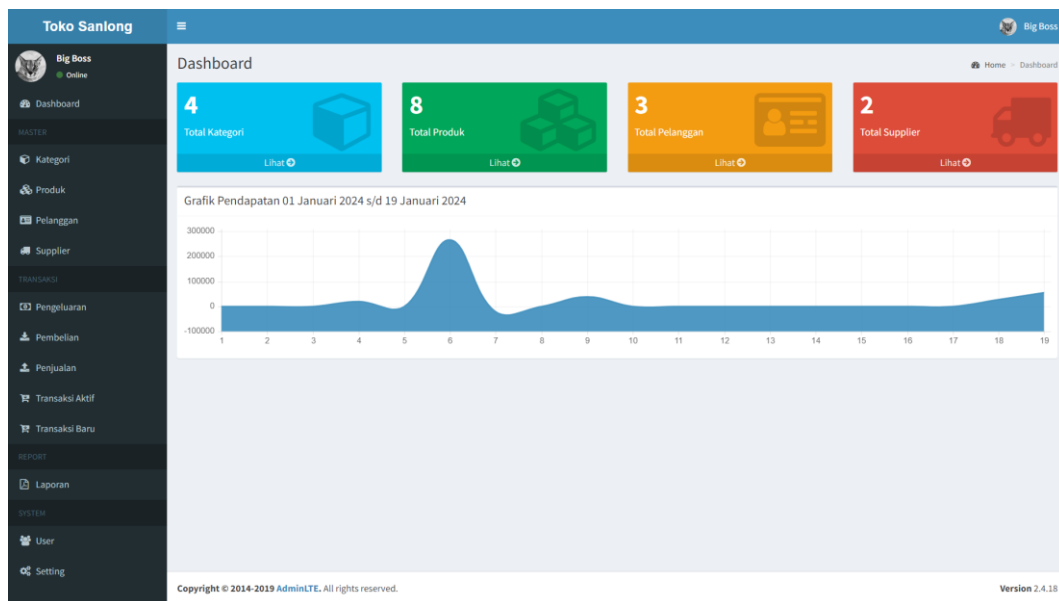 Toko Sanlong
Big Boss
Big Boss
Online
Dashboard
MASTER
Kategori
Produk
Pelanggan
Supplier
TRANSAKSI
Pengeluaran
Pembelian
Penjualan
Transaksi Aktif
Transaksi Baru
REPORT
Laporan
SYSTEM
User
Setting
Dashboard
Home > Dashboard
4
Total Kategori
Lihat
8
Total Produk
Lihat
3
Total Pelanggan
Lihat
2
Total Supplier
Lihat
Grafik Pendapatan 01 Januari 2024 s/d 19 Januari 2024
300000
200000
100000
0
-100000
1 2 3 4 5 6 7 8 9 10 11 12 13 14 15 16 17 18 19
Copyright © 2014-2019 AdminLTE. All rights reserved.
Version 2.4.18